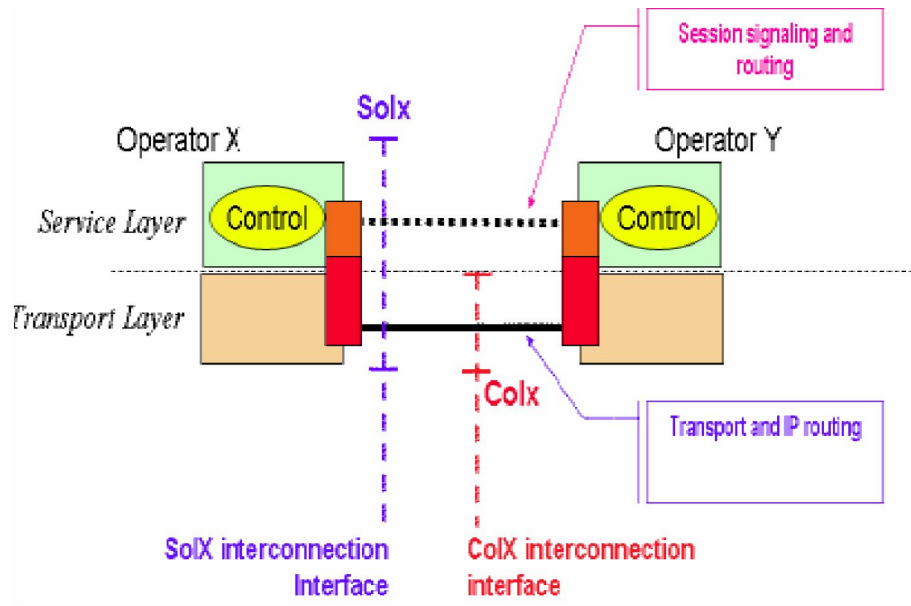 Session signaling and
routing
SoIx
Operator X
Operator Y
Service Layer
Control
Control
Transport Layer
CoIx
Transport and IP routing
SoIX interconnection
Interface
CoIX interconnection
interface